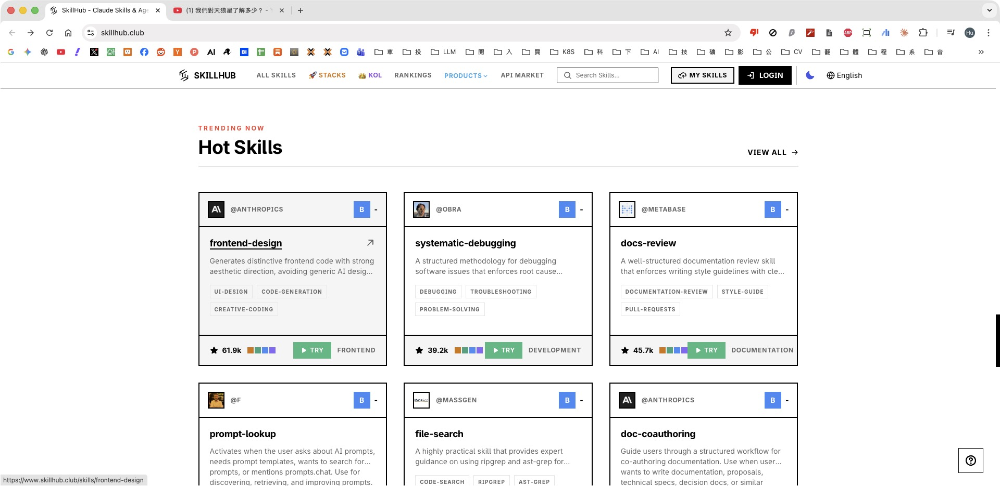 SkillHub - Claude Skills & Age
(1) 我們對天狼星了解多少？ -
skillhub.club
Hu
車
投
LLM
開
入
買
K8S
科
下
AI
技
礦
影
公
CV
翻
體
程
系
音
SKILLHUB
ALL SKILLS
STACKS
KOL
RANKINGS
PRODUCTS
API MARKET
Search Skills...
MY SKILLS
LOGIN
English
TRENDING NOW
Hot Skills
VIEW ALL →
@ANTHROPICS
B -
frontend-design
Generates distinctive frontend code with strong
aesthetic direction, avoiding generic AI desig...
UI-DESIGN
CODE-GENERATION
CREATIVE-CODING
61.9k
TRY
FRONTEND
@OBRA
B -
systematic-debugging
A structured methodology for debugging
software issues that enforces root cause...
DEBUGGING
TROUBLESHOOTING
PROBLEM-SOLVING
39.2k
TRY
DEVELOPMENT
@METABASE
B -
docs-review
A well-structured documentation review skill
that enforces writing style guidelines with cle...
DOCUMENTATION-REVIEW
STYLE-GUIDE
PULL-REQUESTS
45.7k
TRY
DOCUMENTATION
@F
B -
prompt-lookup
Activates when the user asks about AI prompts,
needs prompt templates, wants to search for...
prompts, or mentions prompts.chat. Use for
discovering, retrieving, and improving prompts.
@MASSGEN
B -
file-search
A highly practical skill that provides expert
guidance on using ripgrep and ast-grep for...
CODE-SEARCH
RIPGREP
AST-GREP
@ANTHROPICS
B -
doc-coauthoring
Guide users through a structured workflow for
co-authoring documentation. Use when user...
wants to write documentation, proposals,
technical specs, decision docs, or similar
https://www.skillhub.club/skills/frontend-design